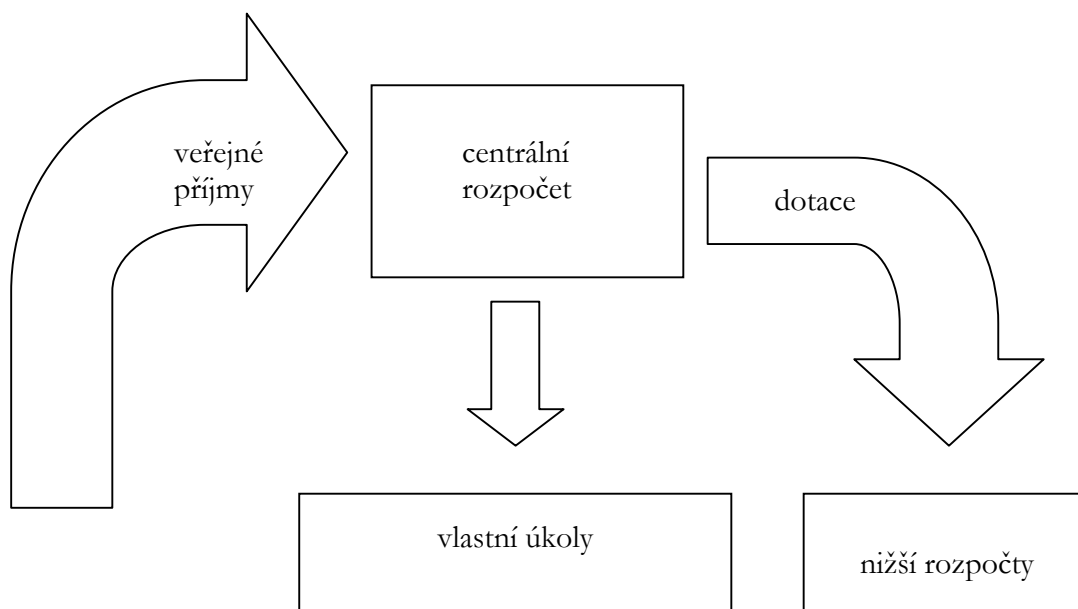 veřejné
příjmy
centrální
rozpočet
dotace
vlastní úkoly
nižší rozpočty